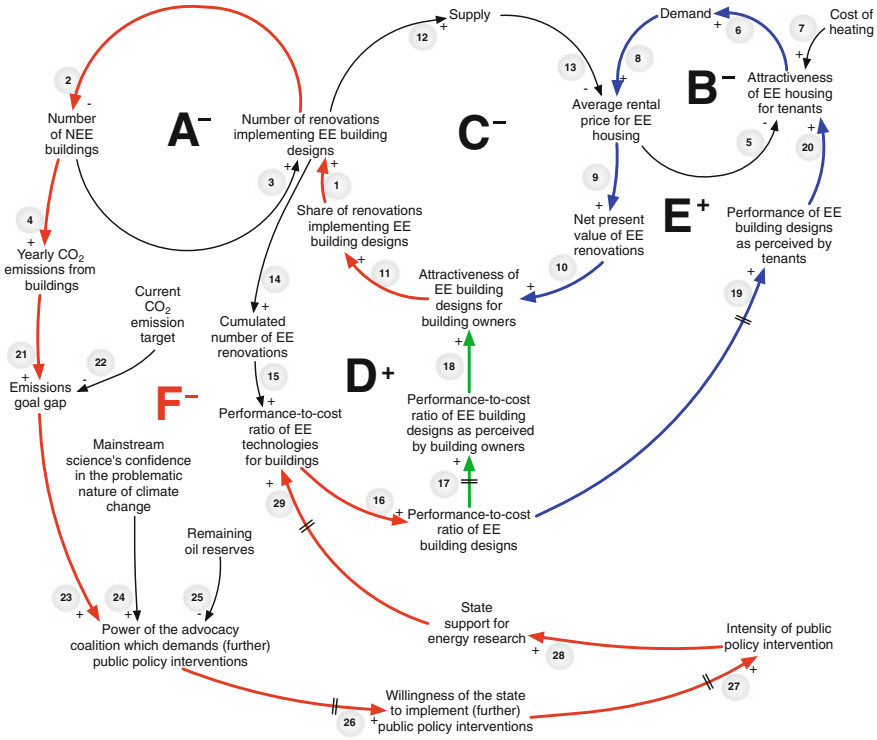 Supply
Demand
Cost of
heating
12
+
6
+
7
+
2
-
13
-
8
+
A-
B-
C-
Attractiveness
of EE housing
for tenants
Average rental
price for EE
housing
Number
of NEE
buildings
Number of renovations
implementing EE building
designs
5
-
+
20
3
+
+
1
9
+
E+
4
+
Share of renovations
implementing EE
building designs
Net present
value of EE
renovations
Performance of EE
building designs
as perceived by
tenants
Yearly CO2
emissions from
buildings
11
+
10
+
14
+
19
+
Attractiveness of
EE building
designs for
building owners
Current
CO2
emission
target
Cumulated
number of EE
renovations
21
+
22
-
15
+
18
+
D+
Emissions
goal gap
F-
Performance-to-cost
ratio of EE
technologies
for buildings
Performance-to-cost
ratio of EE building
designs as perceived
by building owners
Mainstream
science's confidence
in the problematic
nature of climate
change
+
17
+
29
16
+
Performance-to-cost
ratio of EE
building designs
Remaining
oil reserves
23
+
24
+
25
-
Power of the advocacy
coalition which demands (further)
public policy interventions
State
support for
energy research
+
28
Intensity of public
policy intervention
27
+
26
+
Willingness of the state
to implement (further)
public policy interventions